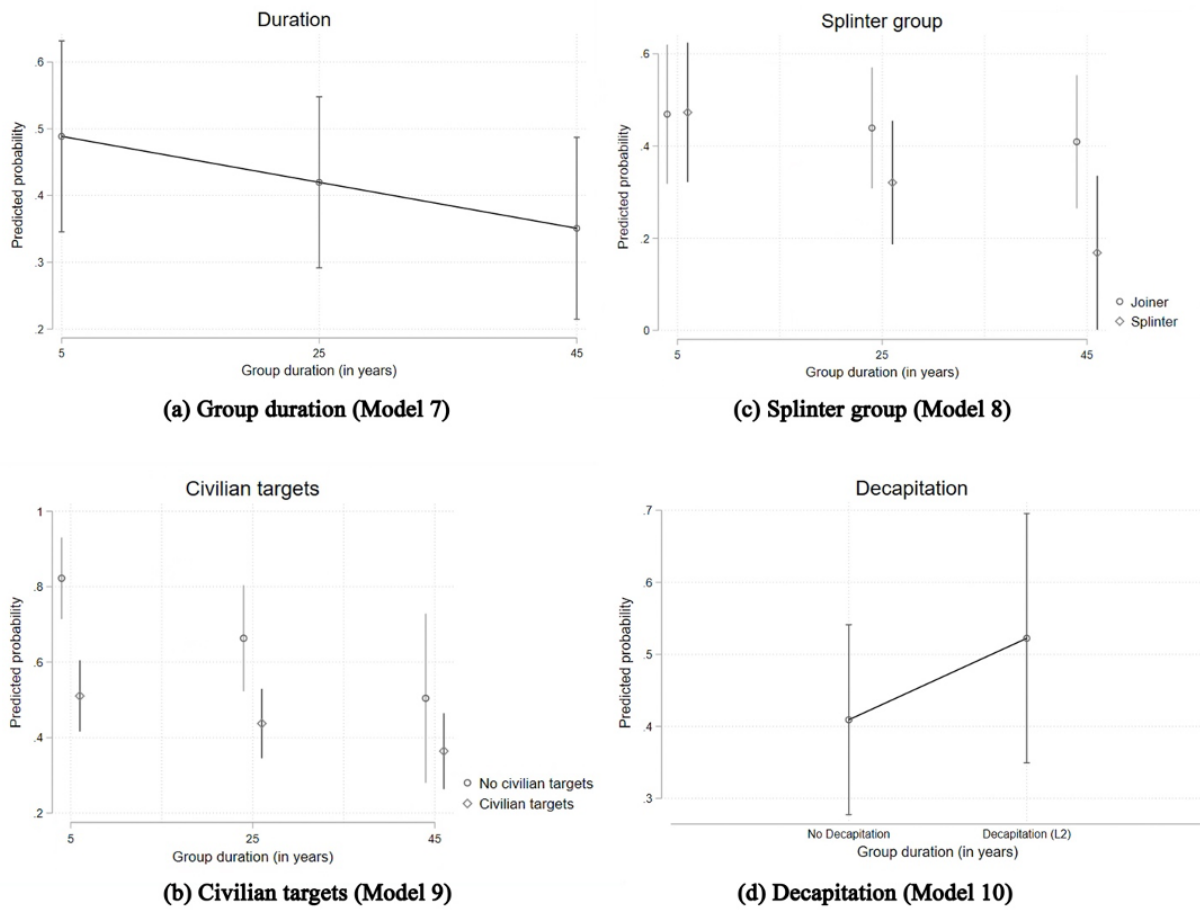 Duration
Predicted probability
.6
.5
.4
.3
.2
5
25
45
Group duration (in years)
(a) Group duration (Model 7)
Splinter group
Predicted probability
.6
.4
.2
0
5
25
45
Group duration (in years)
Joiner
Splinter
(c) Splinter group (Model 8)
Civilian targets
Predicted probability
1
.8
.6
.4
.2
5
25
45
Group duration (in years)
No civilian targets
Civilian targets
(b) Civilian targets (Model 9)
Decapitation
Predicted probability
.7
.6
.5
.4
.3
No Decapitation
Decapitation (L2)
Group duration (in years)
(d) Decapitation (Model 10)